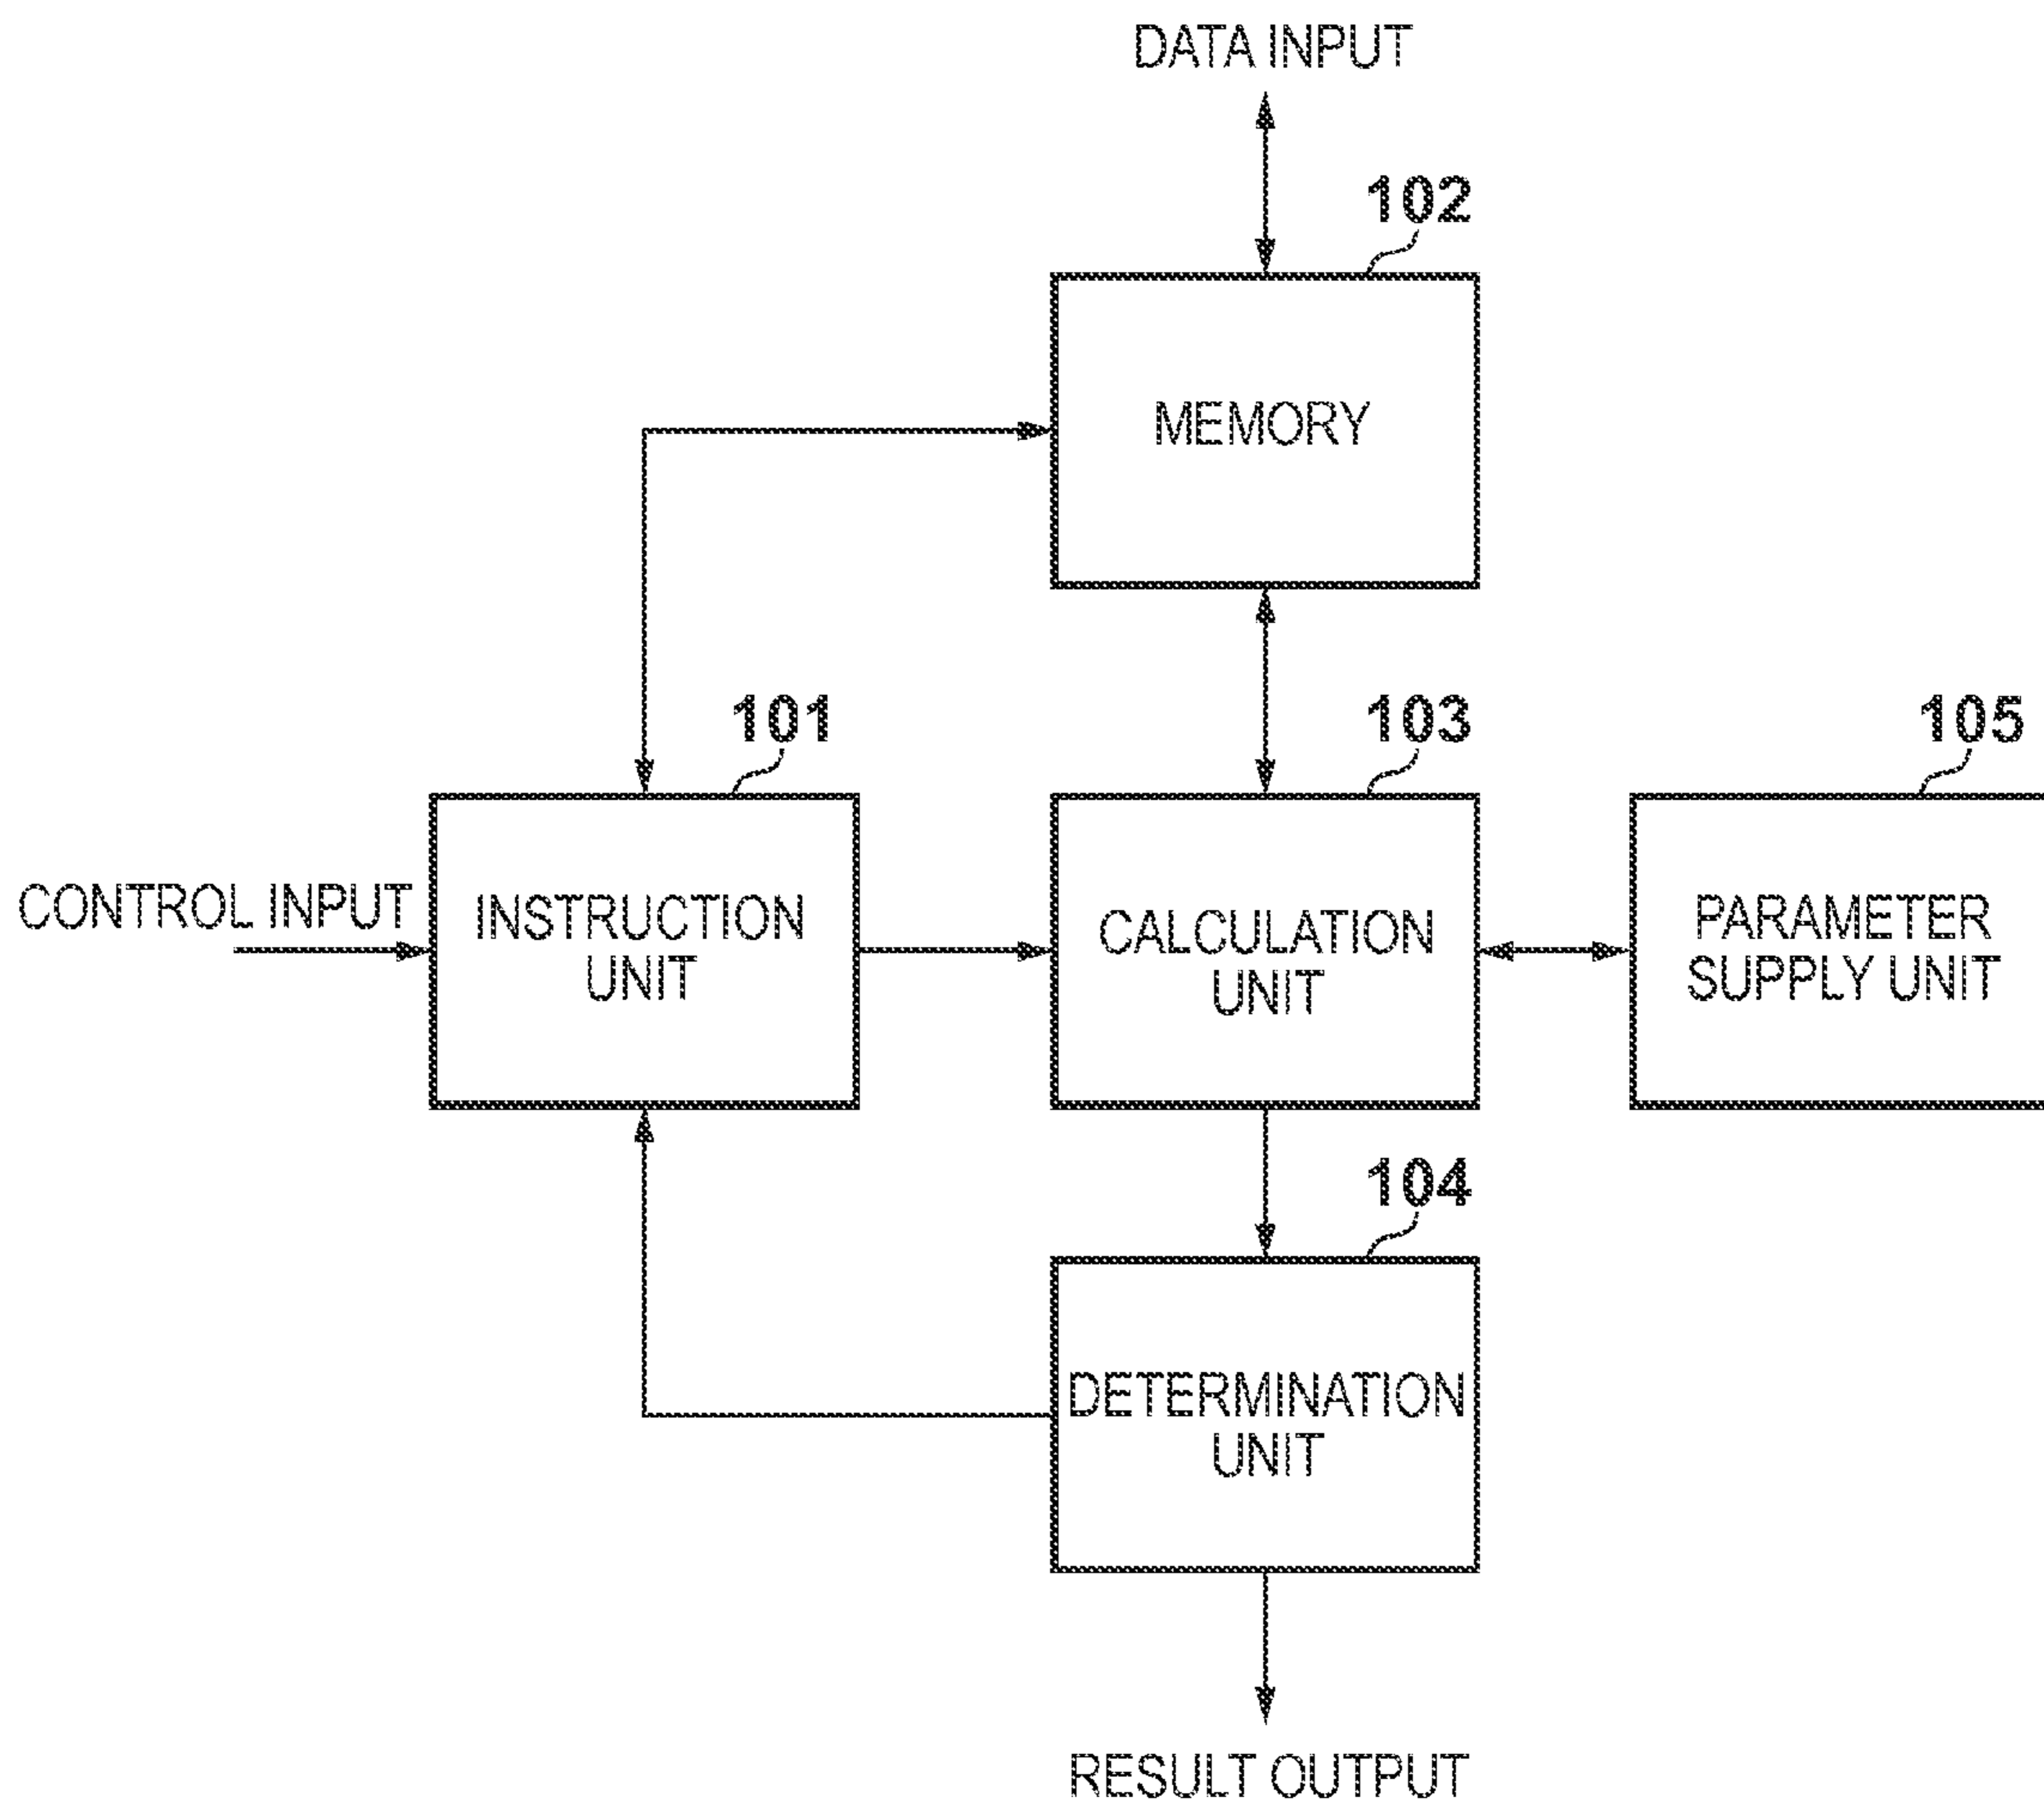 DATA INPUT
102
MEMORY
101
103
105
CONTROL INPUT
INSTRUCTION
UNIT
CALCULATION
UNIT
PARAMETER
SUPPLY UNIT
104
DETERMINATION
UNIT
RESULT OUTPUT